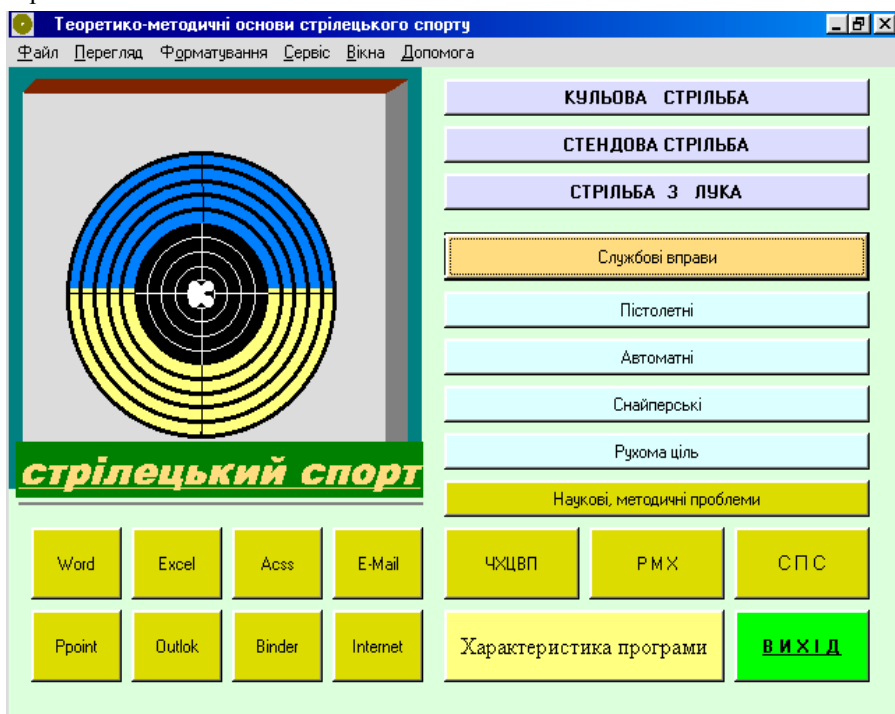 Теоретико-методичні основи стрілецького спорту
Файл Перегляд Форматування Сервіс Вікна Допомога
КУЛЬОВА СТРІЛЬБА
СТЕНДОВА СТРІЛЬБА
СТРІЛЬБА З ЛУКА
Службові вправи
Пістолетні
Автоматні
Снайперські
Рухома ціль
стрілецький спорт
Наукові, методичні проблеми
Word Excel Acss E-Mail ЧХЦВП РМХ СПС
Ppoint Outlok Binder Internet Характеристика програми ВИХІД